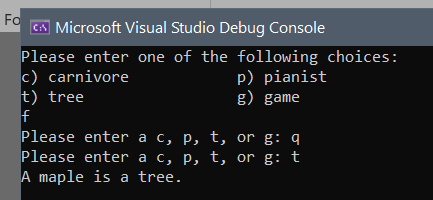 Fo
Microsoft Visual Studio Debug Console
Please enter one of the following choices:
c) carnivore p) pianist
t) tree g) game
f
Please enter a c, p, t, or g: q
Please enter a c, p, t, or g: t
A maple is a tree.